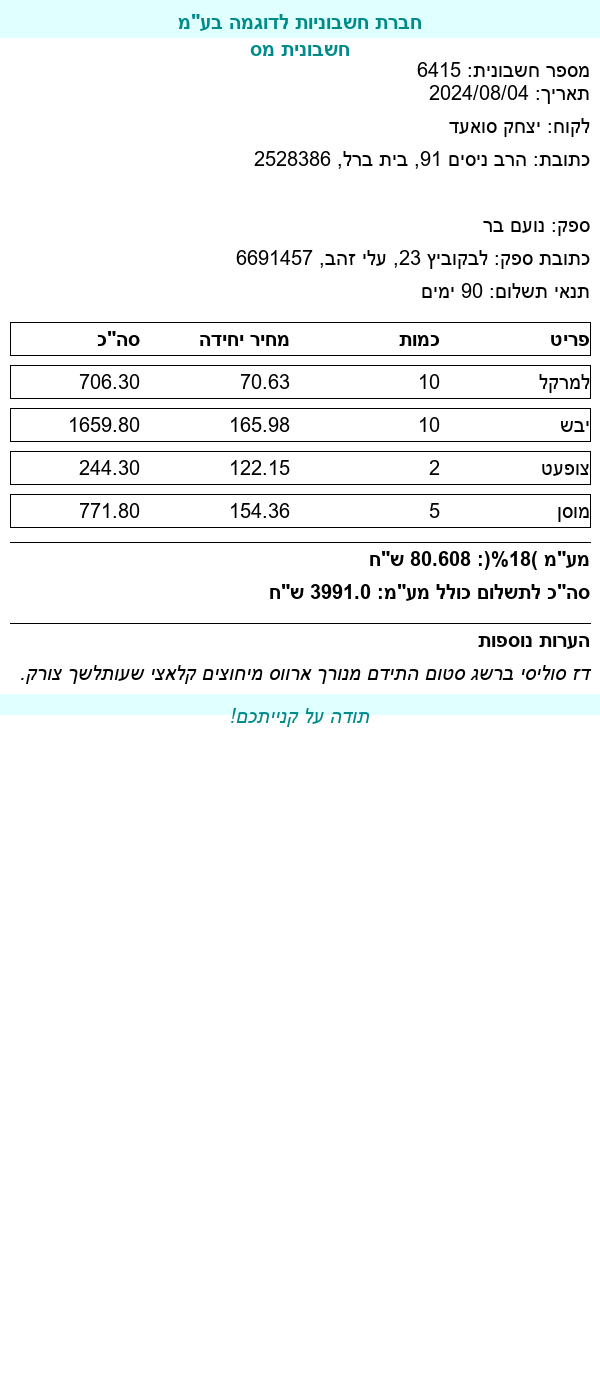 חברת חשבוניות לדוגמה בע"מ
חשבונית מס
מספר חשבונית: 6415
תאריך: 2024/08/04
לקוח: יצחק סואעד
כתובת: הרב ניסים 91, בית ברל, 2528386
ספק: נועם בר
כתובת ספק: לבקוביץ 23, עלי זהב, 6691457
תנאי תשלום: 90 ימים
פריט כמות מחיר יחידה סה"כ
למרקל 10 70.63 706.30
יבש 10 165.98 1659.80
צופעט 2 122.15 244.30
מוסן 5 154.36 771.80
מע"מ )18%(: 80.608 ש"ח
סה"כ לתשלום כולל מע"מ: 3991.0 ש"ח
הערות נוספות
דז סוליסי ברשג סטום התידם מנורך ארווס מיחוצים קלאצי שעותלשך צורק.
תודה על קנייתכם!